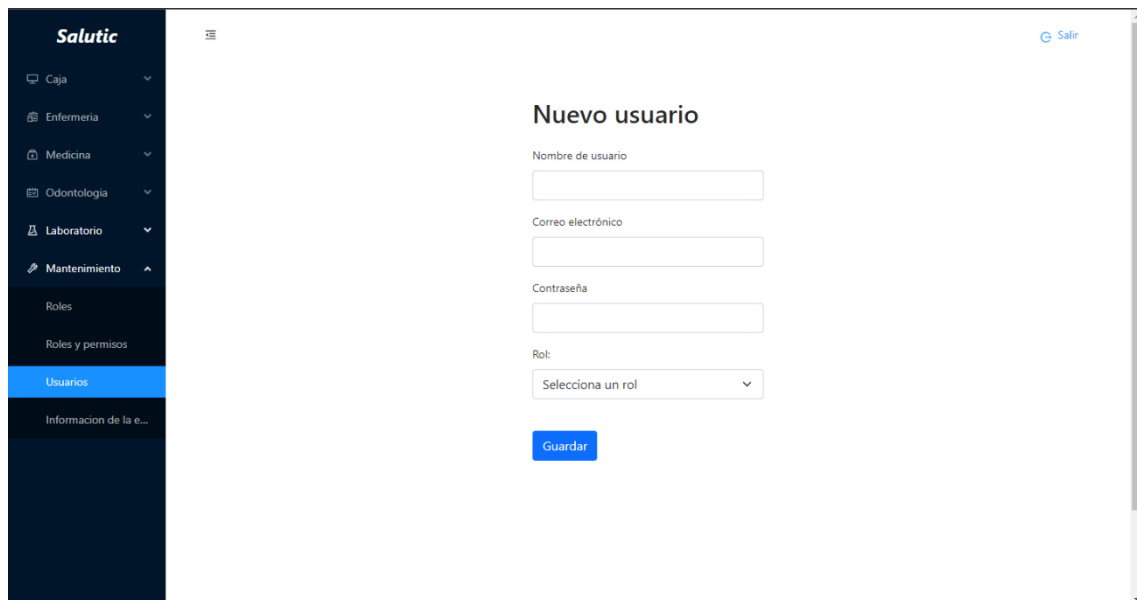 Salutic
Salir
Caja
Enfermeria
Medicina
Odontologia
Laboratorio
Mantenimiento
Roles
Roles y permisos
Usuarios
Informacion de la e...
Nuevo usuario
Nombre de usuario
Correo electrónico
Contraseña
Rol:
Selecciona un rol
Guardar